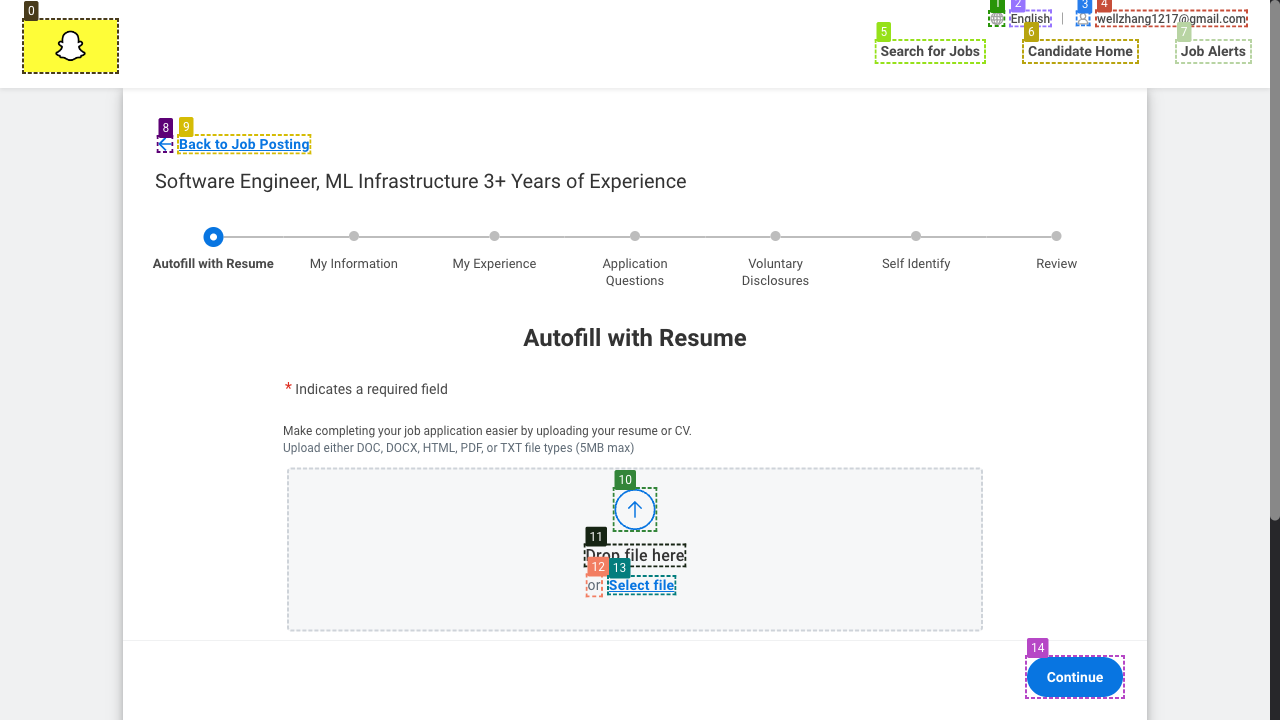 0
1
2
3
4
English
wellzhang1217@gmail.com
5
6
7
Search for Jobs
Candidate Home
Job Alerts
8
9
Back to Job Posting
Software Engineer, ML Infrastructure 3+ Years of Experience
Autofill with Resume
My Information
My Experience
Application
Questions
Voluntary
Disclosures
Self Identify
Review
Autofill with Resume
* Indicates a required field
Make completing your job application easier by uploading your resume or CV.
Upload either DOC, DOCX, HTML, PDF, or TXT file types (5MB max)
10
11
Drop file here
12
13
or Select file
14
Continue